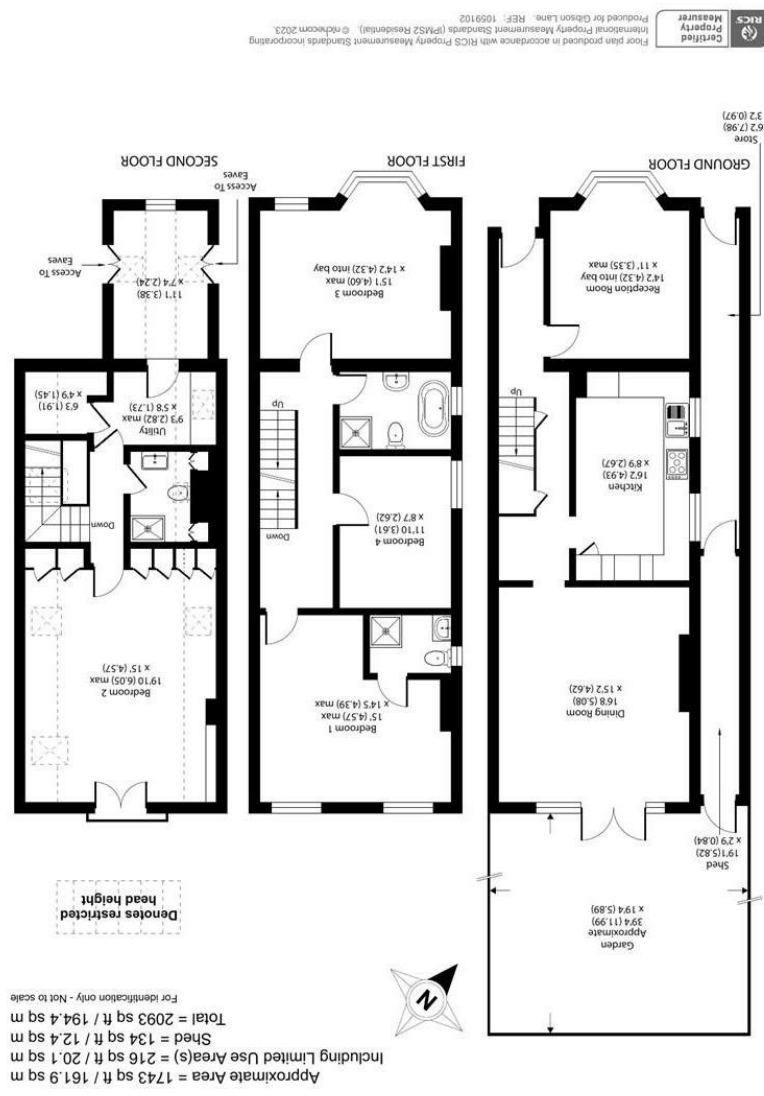 Approximate Area = 1743 sq ft / 161.9 sq m
Including Limited Use Area(s) = 216 sq ft / 20.1 sq m
Shed = 134 sq ft / 12.4 sq m
Total = 2093 sq ft / 194.4 sq m
For identification only - Not to scale
N
Denotes restricted
head height
Garden
Approximate
39'4 (11.99)
x 19'4 (5.89)
Shed
19'1(5.82)
x 2'9 (0.84)
Dining Room
16'8 (5.08)
x 15'2 (4.62)
Kitchen
16'2 (4.93)
x 8'9 (2.67)
Up
Reception Room
14'2 (4.32) into bay
x 11' (3.35) max
Store
6'2 (7.98)
3'2 (0.97)
GROUND FLOOR
Bedroom 1
15' (4.57) max
x 14'5 (4.39) max
Bedroom 4
11'10 (3.61)
x 8'7 (2.62)
Down
Up
Bedroom 3
15'1 (4.60) max
x 14'2 (4.32) into bay
FIRST FLOOR
Bedroom 2
19'10 (6.05) max
x 15' (4.57)
Down
Utility
9'3 (2.82) max
x 5'8 (1.73)
6'3 (1.91)
x 4'9 (1.45)
11'1 (3.38)
x 7'4 (2.24)
Access To
Eaves
Access To
Eaves
SECOND FLOOR
RICS
Certified
Property
Measurer
Floor plan produced in accordance with RICS Property Measurement Standards incorporating
International Property Measurement Standards (IPMS2 Residential). © nichecom 2023.
Produced for Gibson Lane. REF: 1059102